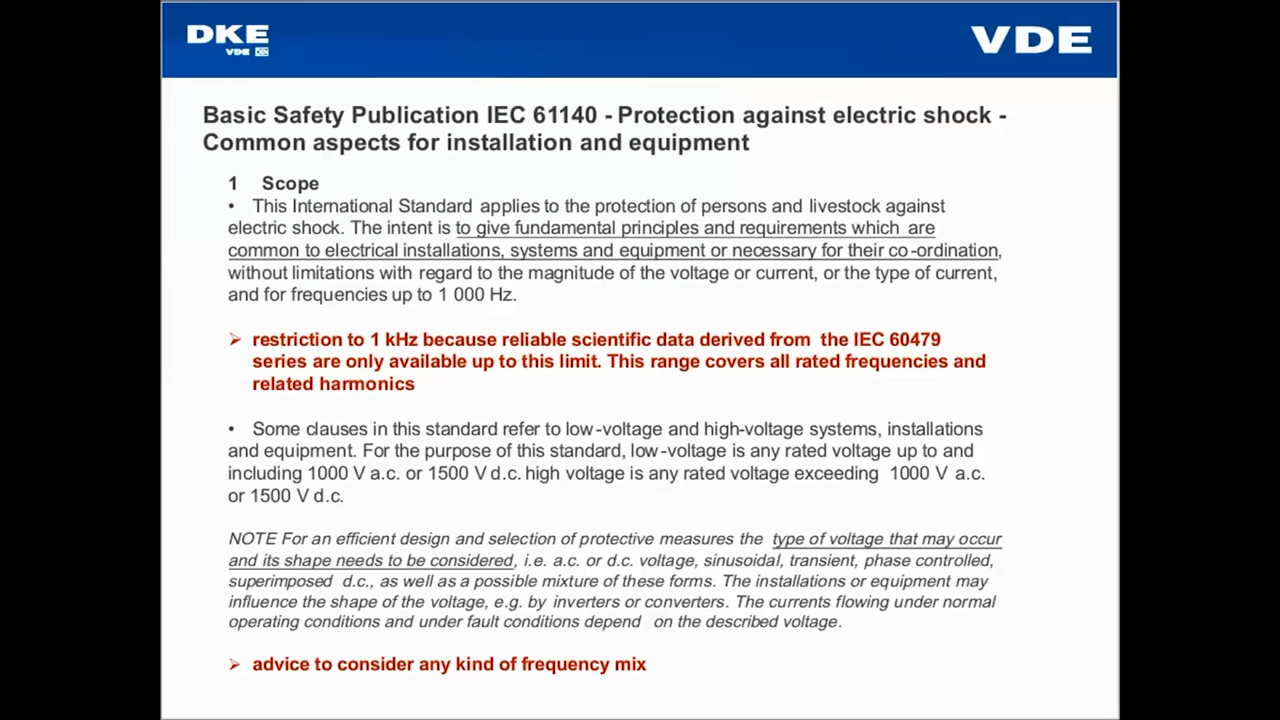 DKE
VDE DIN
VDE
Basic Safety Publication IEC 61140 - Protection against electric shock -
Common aspects for installation and equipment
1 Scope
• This International Standard applies to the protection of persons and livestock against
electric shock. The intent is to give fundamental principles and requirements which are
common to electrical installations, systems and equipment or necessary for their co-ordination,
without limitations with regard to the magnitude of the voltage or current, or the type of current,
and for frequencies up to 1 000 Hz.
➢ restriction to 1 kHz because reliable scientific data derived from the IEC 60479
series are only available up to this limit. This range covers all rated frequencies and
related harmonics
• Some clauses in this standard refer to low-voltage and high-voltage systems, installations
and equipment. For the purpose of this standard, low-voltage is any rated voltage up to and
including 1000 V a.c. or 1500 V d.c. high voltage is any rated voltage exceeding 1000 V a.c.
or 1500 V d.c.
NOTE For an efficient design and selection of protective measures the type of voltage that may occur
and its shape needs to be considered, i.e. a.c. or d.c. voltage, sinusoidal, transient, phase controlled,
superimposed d.c., as well as a possible mixture of these forms. The installations or equipment may
influence the shape of the voltage, e.g. by inverters or converters. The currents flowing under normal
operating conditions and under fault conditions depend on the described voltage.
➢ advice to consider any kind of frequency mix